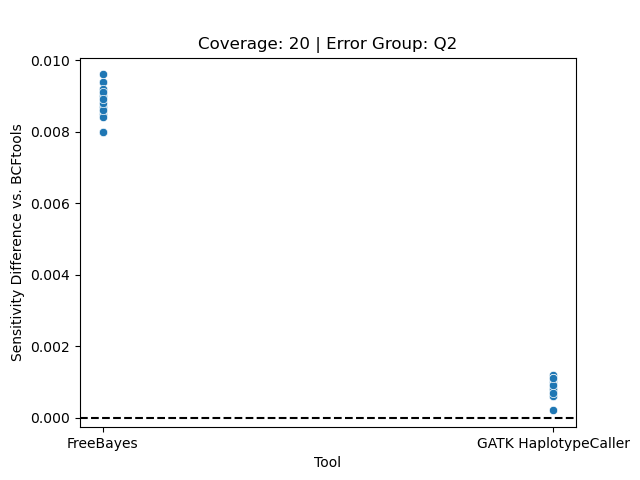 Coverage: 20 | Error Group: Q2
Sensitivity Difference vs. BCFtools
0.010
0.008
0.006
0.004
0.002
0.000
FreeBayes
GATK HaplotypeCaller
Tool